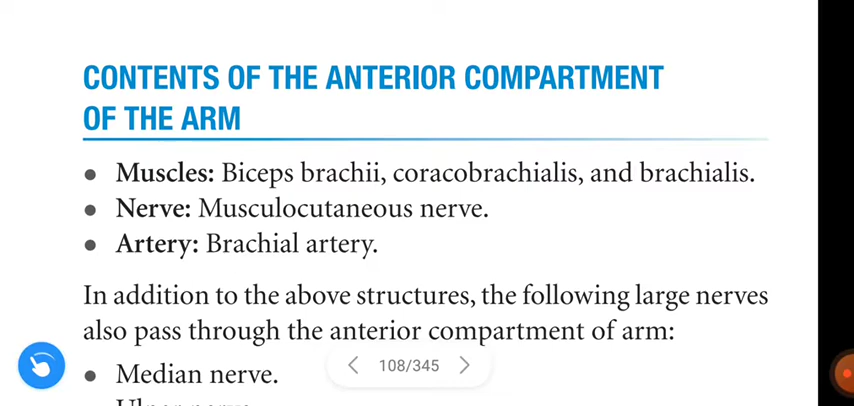 CONTENTS OF THE ANTERIOR COMPARTMENT
OF THE ARM
● Muscles: Biceps brachii, coracobrachialis, and brachialis.
● Nerve: Musculocutaneous nerve.
● Artery: Brachial artery.
In addition to the above structures, the following large nerves
also pass through the anterior compartment of arm:
● Median nerve.
108/345